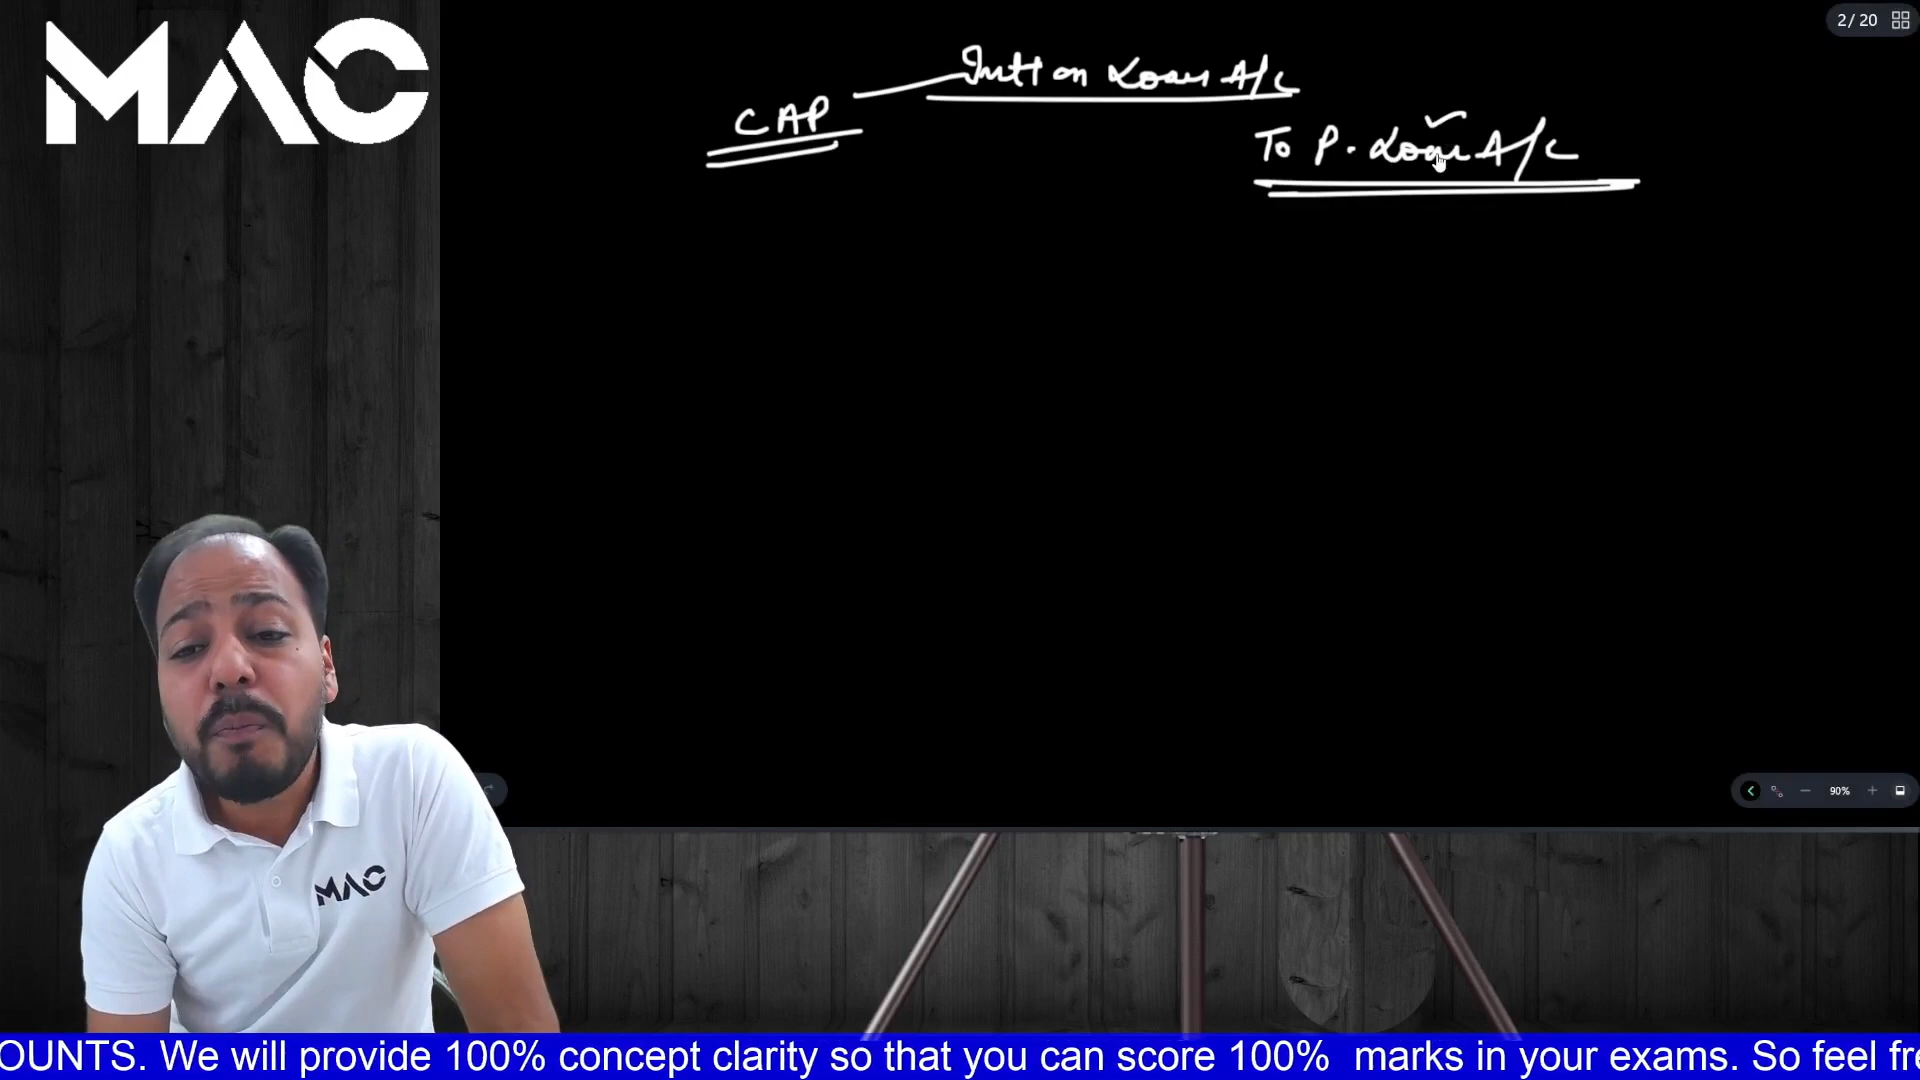 MAC
2/ 20
Intt on Loan A/c
CAP
To P. Loan A/c
MAC
90%
OUNTS. We will provide 100% concept clarity so that you can score 100% marks in your exams. So feel fre